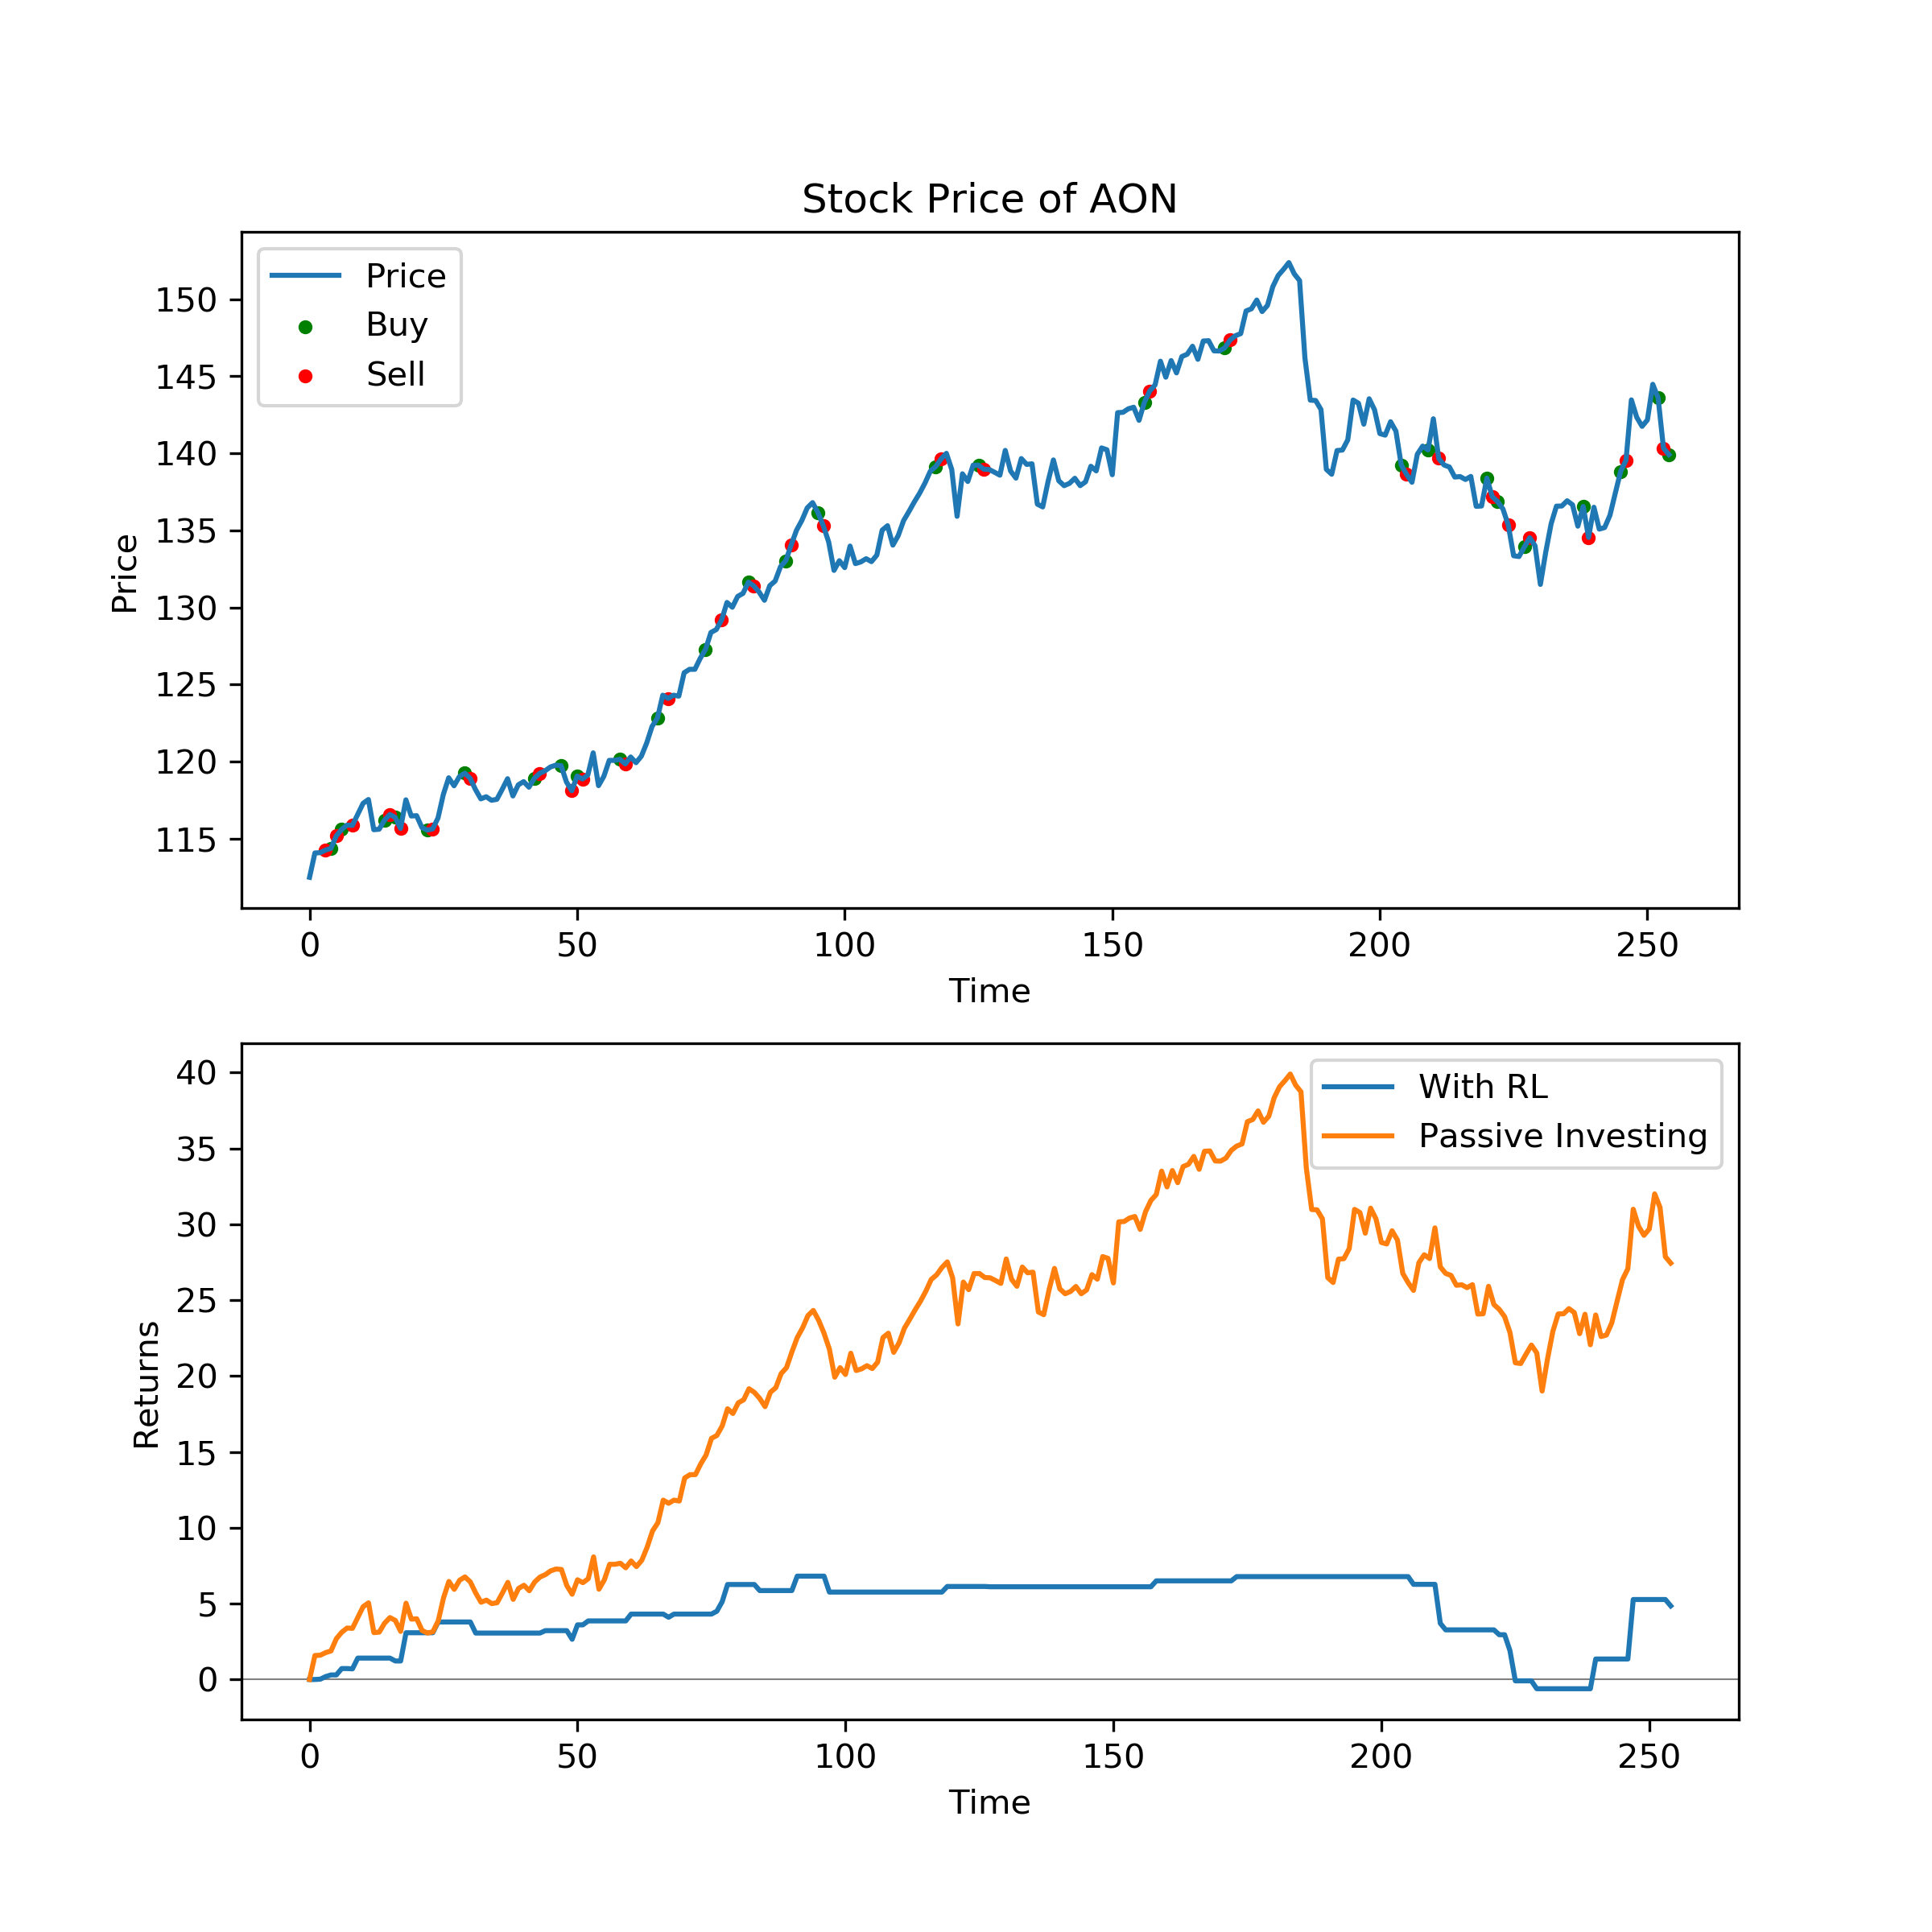 Stock Price of AON
Price
Buy
Sell
Price
150
145
140
135
130
125
120
115
0 50 100 150 200 250
Time
With RL
Passive Investing
Returns
40
35
30
25
20
15
10
5
0
0 50 100 150 200 250
Time